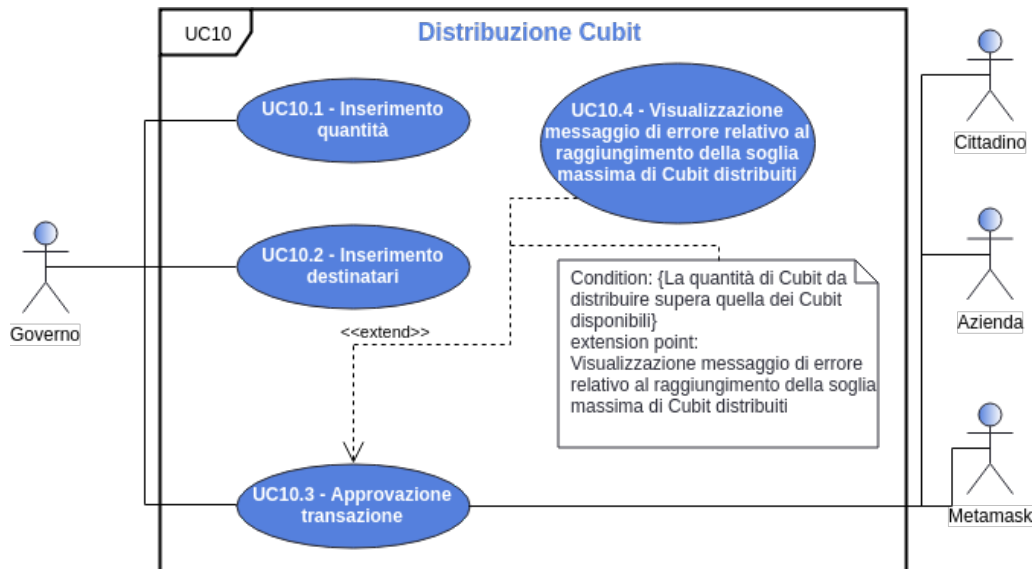 UC10
Distribuzione Cubit
UC10.1 - Inserimento
quantità
UC10.4 - Visualizzazione
messaggio di errore relativo al
raggiungimento della soglia
massima di Cubit distribuiti
Cittadino
UC10.2 - Inserimento
destinatari
Governo
Condition: {La quantità di Cubit da
distribuire supera quella dei Cubit
disponibili}
extension point:
Visualizzazione messaggio di errore
relativo al raggiungimento della soglia
massima di Cubit distribuiti
Azienda
<<extend>>
UC10.3 - Approvazione
transazione
Metamask